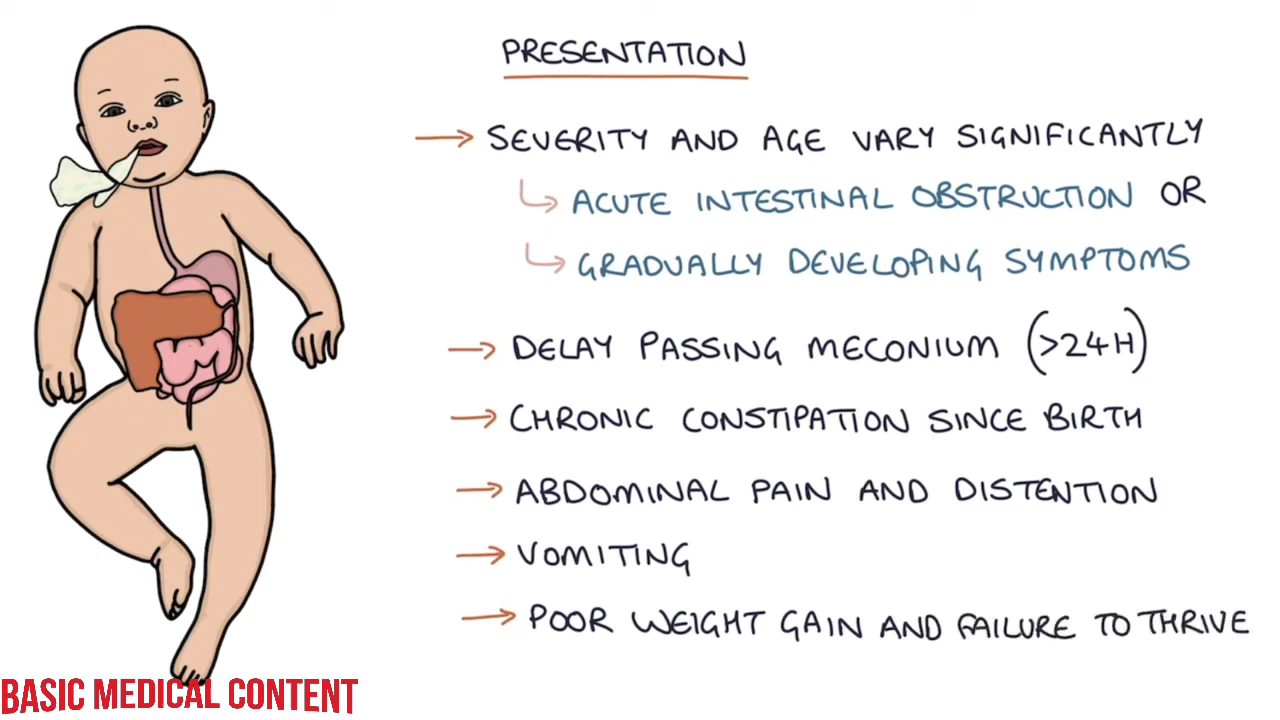 PRESENTATION
→ SEVERITY AND AGE VARY SIGNIFICANTLY
↳ ACUTE INTESTINAL OBSTRUCTION OR
↳ GRADUALLY DEVELOPING SYMPTOMS
→ DELAY PASSING MECONIUM (>24H)
→ CHRONIC CONSTIPATION SINCE BIRTH
→ ABDOMINAL PAIN AND DISTENTION
→ VOMITING
→ POOR WEIGHT GAIN AND FAILURE TO THRIVE
BASIC MEDICAL CONTENT